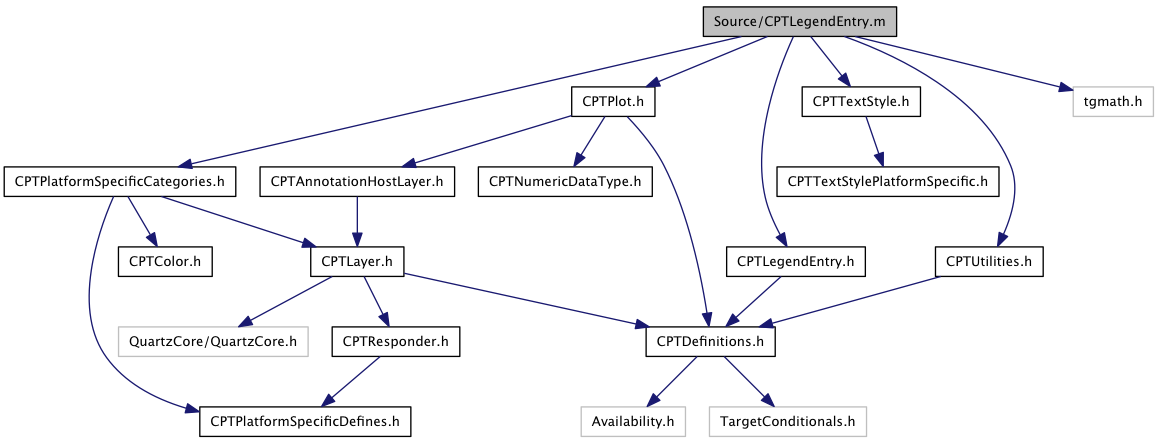 Source/CPTLegendEntry.m
CPTPlot.h
CPTTextStyle.h
tgmath.h
CPTPlatformSpecificCategories.h
CPTAnnotationHostLayer.h
CPTNumericDataType.h
CPTTextStylePlatformSpecific.h
CPTColor.h
CPTLayer.h
CPTLegendEntry.h
CPTUtilities.h
QuartzCore/QuartzCore.h
CPTResponder.h
CPTDefinitions.h
CPTPlatformSpecificDefines.h
Availability.h
TargetConditionals.h